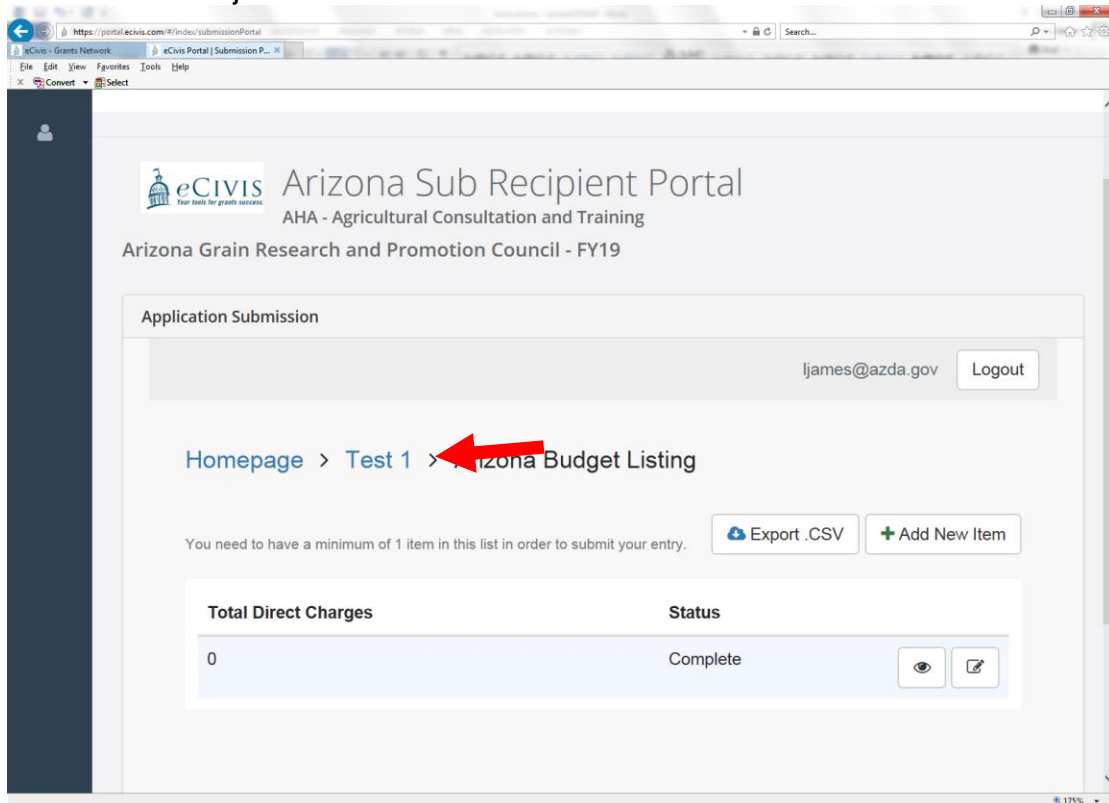 https://portal.ecivis.com/#/index/submissionPortal
Search...
eCivis - Grants Network
eCivis Portal | Submission P...
File Edit View Favorites Tools Help
Convert Select
eCIVIS
Your tools for grants success.
Arizona Sub Recipient Portal
AHA - Agricultural Consultation and Training
Arizona Grain Research and Promotion Council - FY19
Application Submission
ljames@azda.gov Logout
Homepage > Test 1 > Arizona Budget Listing
You need to have a minimum of 1 item in this list in order to submit your entry. Export .CSV + Add New Item
Total Direct Charges Status
0 Complete
175%